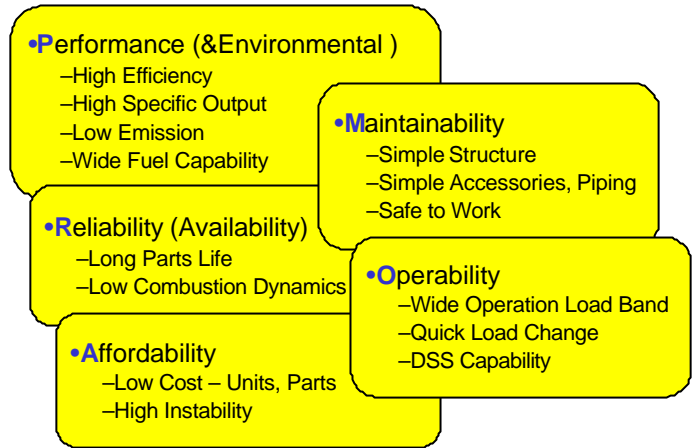 •Performance (&Environmental )
–High Efficiency
–High Specific Output
–Low Emission
–Wide Fuel Capability
•Maintainability
–Simple Structure
–Simple Accessories, Piping
–Safe to Work
•Reliability (Availability)
–Long Parts Life
–Low Combustion Dynamics
•Operability
–Wide Operation Load Band
–Quick Load Change
–DSS Capability
•Affordability
–Low Cost – Units, Parts
–High Instability